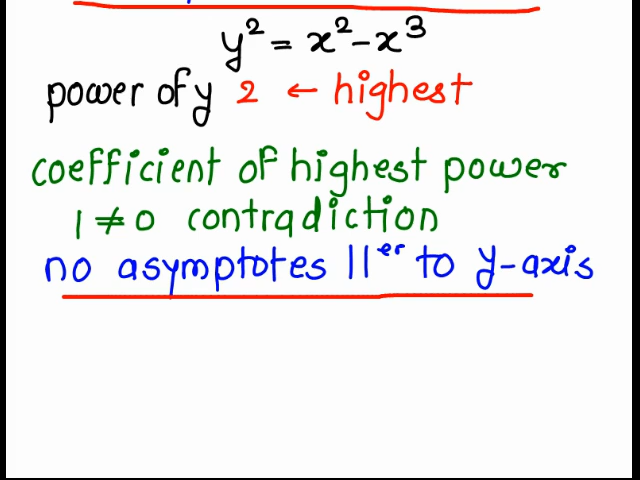 y² = x² - x³
power of y 2 ← highest
coefficient of highest power
1 ≠ 0 contradiction
no asymptotes ||er to y-axis